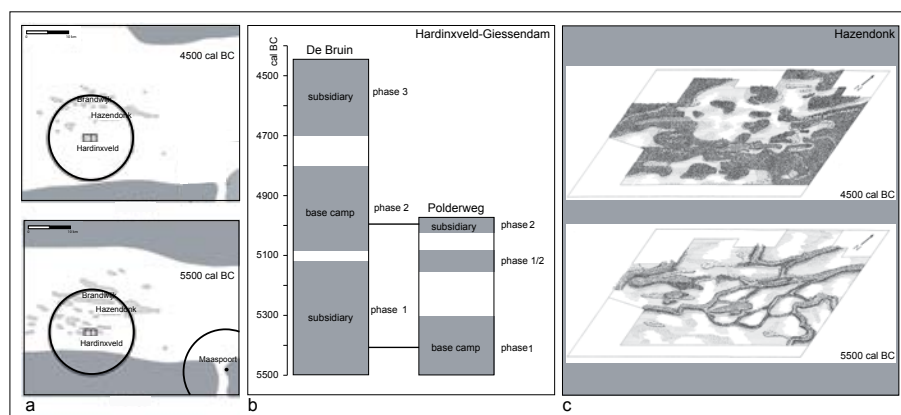 4500 cal BC
Brandwijk
Hazendonk
Hardinxveld
5500 cal BC
Brandwijk
Hazendonk
Hardinxveld
Maaspoort
a
Hardinxveld-Giessendam
cal BC
De Bruin
4500
subsidiary
phase 3
4700
4900
base camp
phase 2
Polderweg
subsidiary
phase 2
5100
phase 1/2
subsidiary
phase 1
5300
base camp
phase1
5500
b
Hazendonk
4500 cal BC
5500 cal BC
c